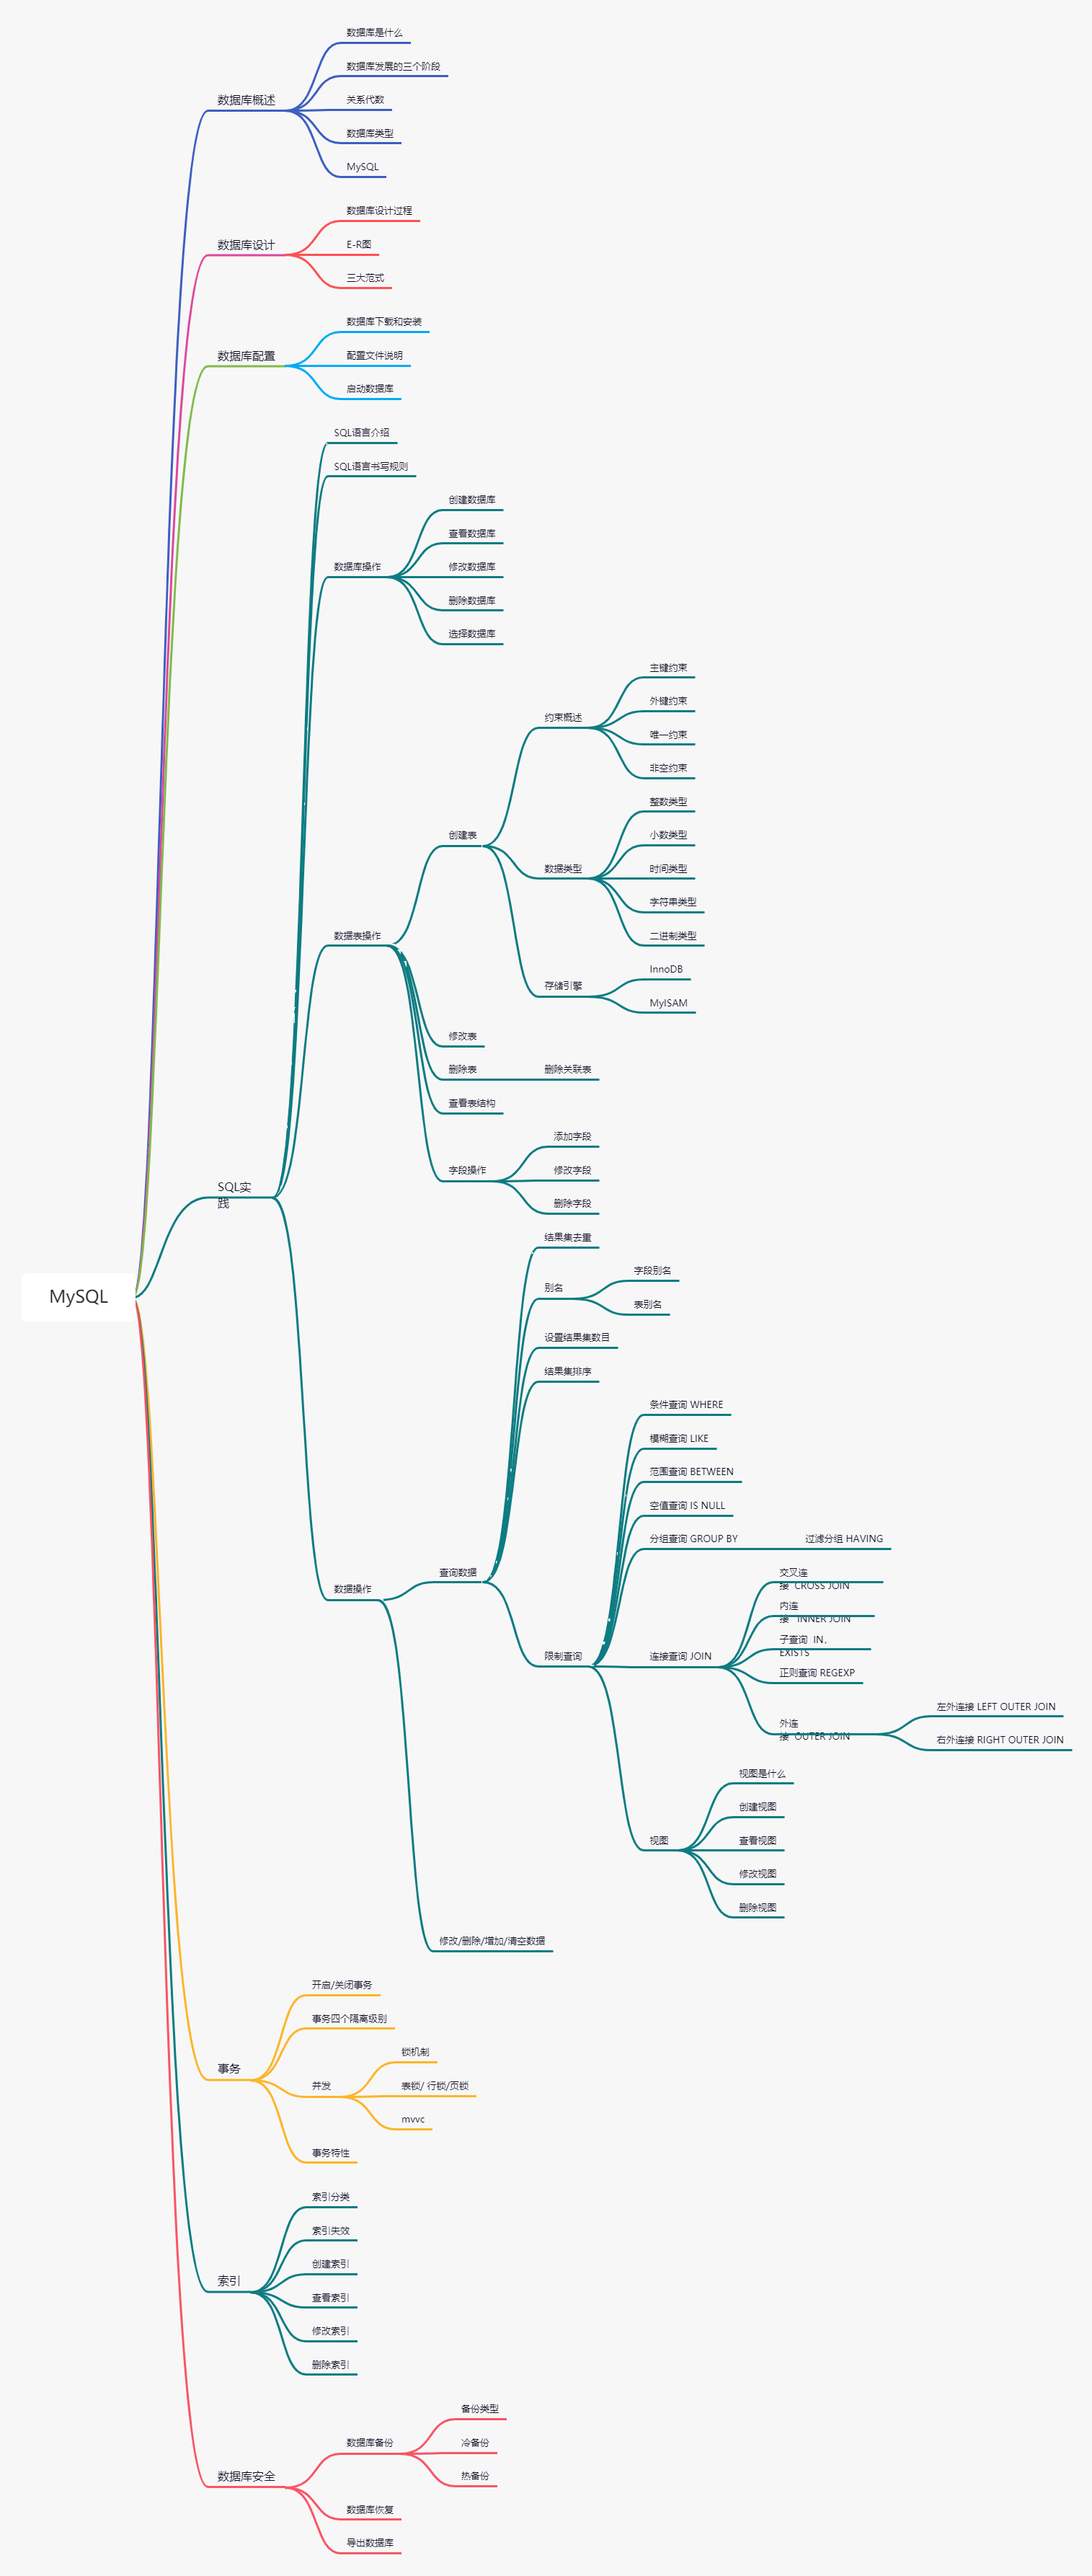 数据库是什么
数据库发展的三个阶段
数据库概述
关系代数
数据库类型
MySQL
数据库设计过程
数据库设计
E-R图
三大范式
数据库下载和安装
数据库配置
配置文件说明
启动数据库
SQL语言介绍
SQL语言书写规则
创建数据库
查看数据库
数据库操作
修改数据库
删除数据库
选择数据库
主键约束
外键约束
约束概述
唯一约束
非空约束
整数类型
创建表
小数类型
数据类型
时间类型
字符串类型
数据表操作
二进制类型
InnoDB
存储引擎
MyISAM
修改表
删除表
删除关联表
查看表结构
添加字段
字段操作
修改字段
SQL实
践
删除字段
结果集去重
字段别名
别名
MySQL
表别名
设置结果集数目
结果集排序
条件查询 WHERE
模糊查询 LIKE
范围查询 BETWEEN
空值查询 IS NULL
分组查询 GROUP BY
过滤分组 HAVING
查询数据
交叉连
接  CROSS JOIN
数据操作
内连
接   INNER JOIN
子查询  IN，
EXISTS
限制查询
连接查询 JOIN
正则查询 REGEXP
左外连接 LEFT OUTER JOIN
外连
接  OUTER JOIN
右外连接 RIGHT OUTER JOIN
视图是什么
创建视图
视图
查看视图
修改视图
删除视图
修改/删除/增加/清空数据
开启/关闭事务
事务四个隔离级别
锁机制
事务
并发
表锁/ 行锁/页锁
mvvc
事务特性
索引分类
索引失效
创建索引
索引
查看索引
修改索引
删除索引
备份类型
数据库备份
冷备份
数据库安全
热备份
数据库恢复
导出数据库